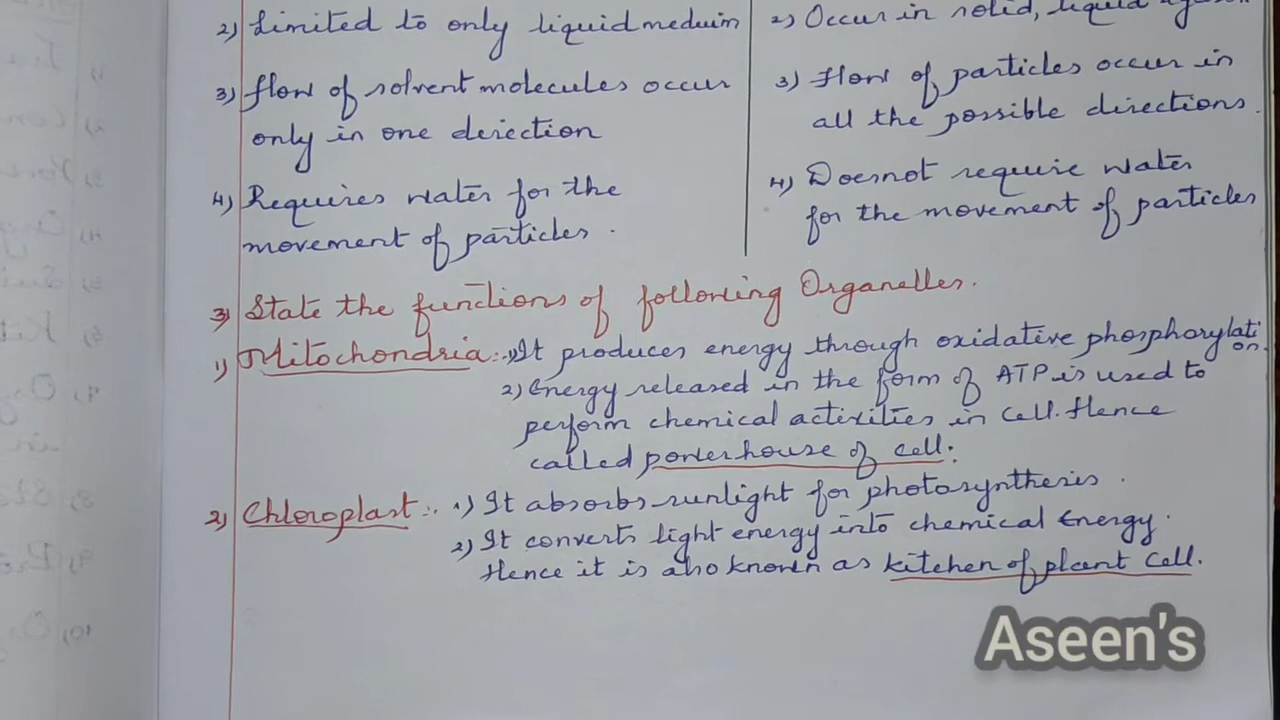 2) Limited to only liquid meduim
3) flow of solvent molecules occur
only in one direction
4) Requires water for the
movement of particles.
2) Occur in solid, liquid
3) flow of particles occur in
all the possible directions.
4) Doesnot require water
for the movement of particles
3) State the functions of following Organelles.
1) Mitochondria:- 1) It produces energy through oxidative phosphorylati
on.
2) Energy released in the form of ATP is used to
perform chemical activities in cell. Hence
called powerhouse of cell.
2) Chloroplast:- 1) It absorbs sunlight for photosynthesis.
2) It converts light energy into chemical Energy.
Hence it is also known as kitchen of plant cell.
Aseen's